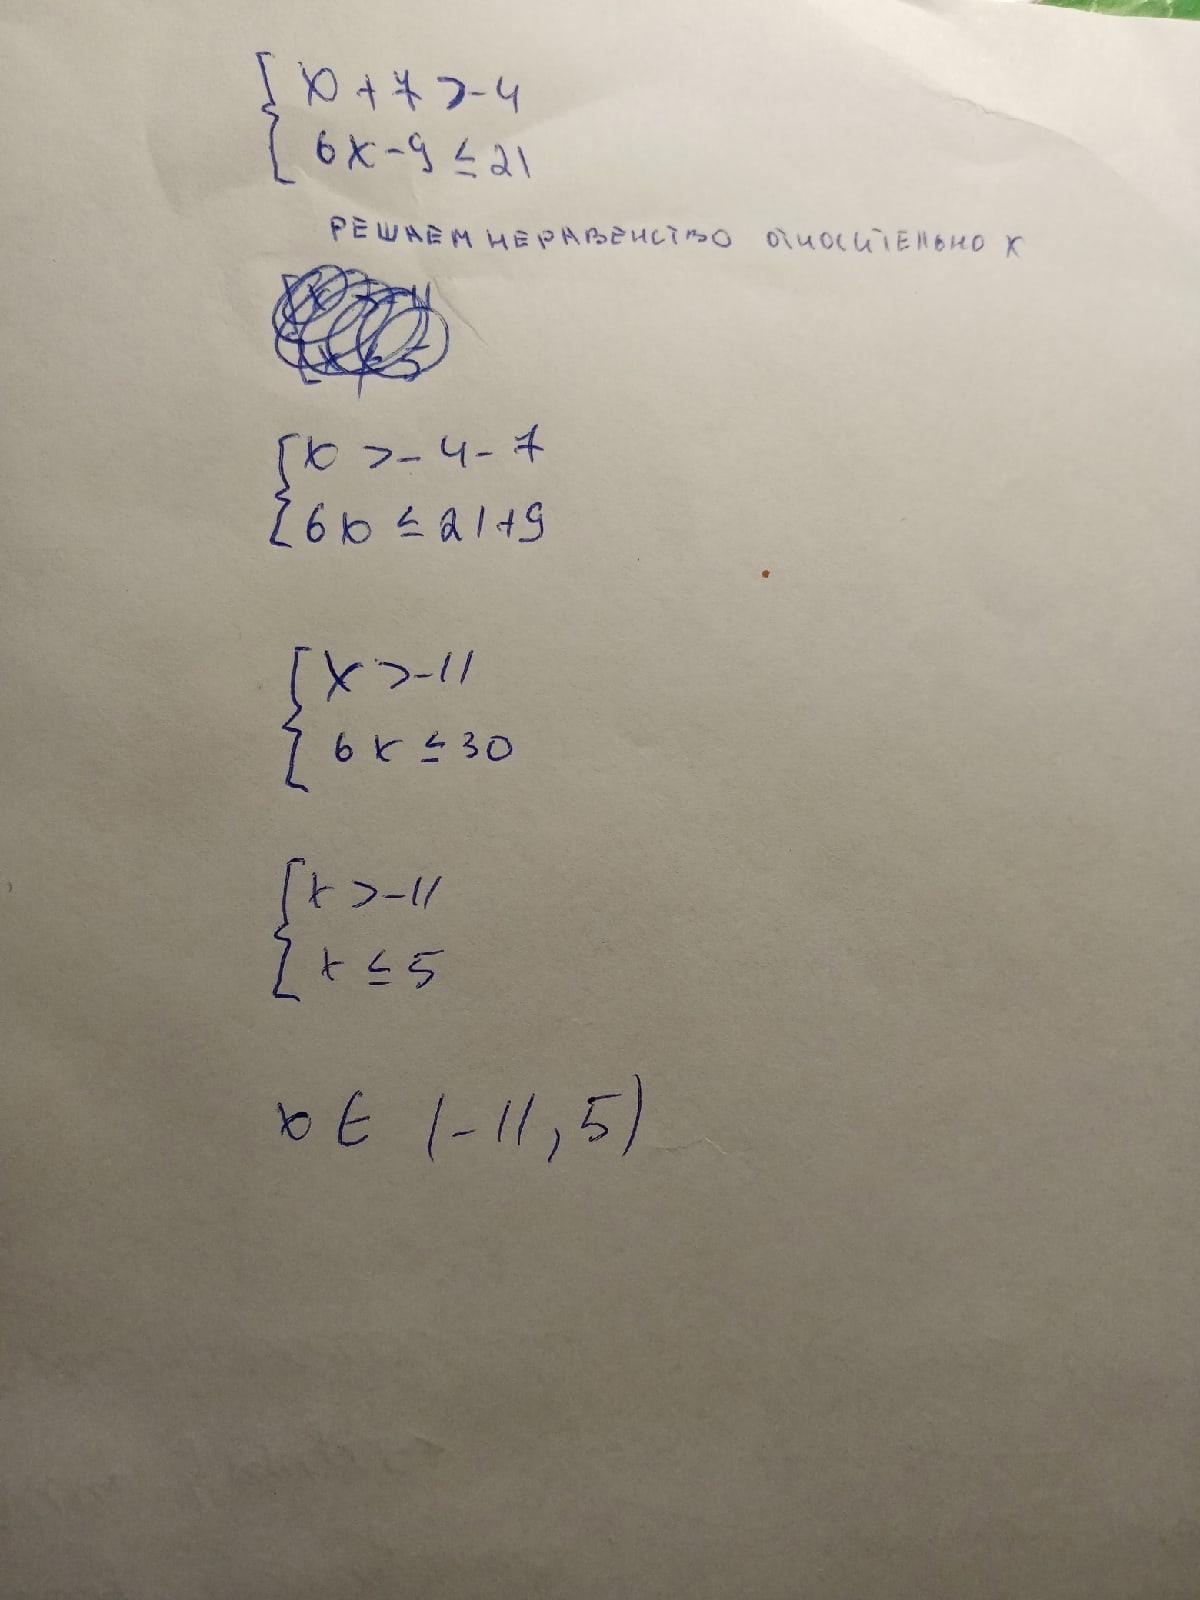 x + 7 > -4
6x - 9 ≤ 21
РЕШАЕМ НЕРАВЕНСТВО ОТНОСИТЕЛЬНО X
x > -4 - 7
6x ≤ 21+9
x > -11
6x ≤ 30
x > -11
x ≤ 5
x ∈ (-11, 5)